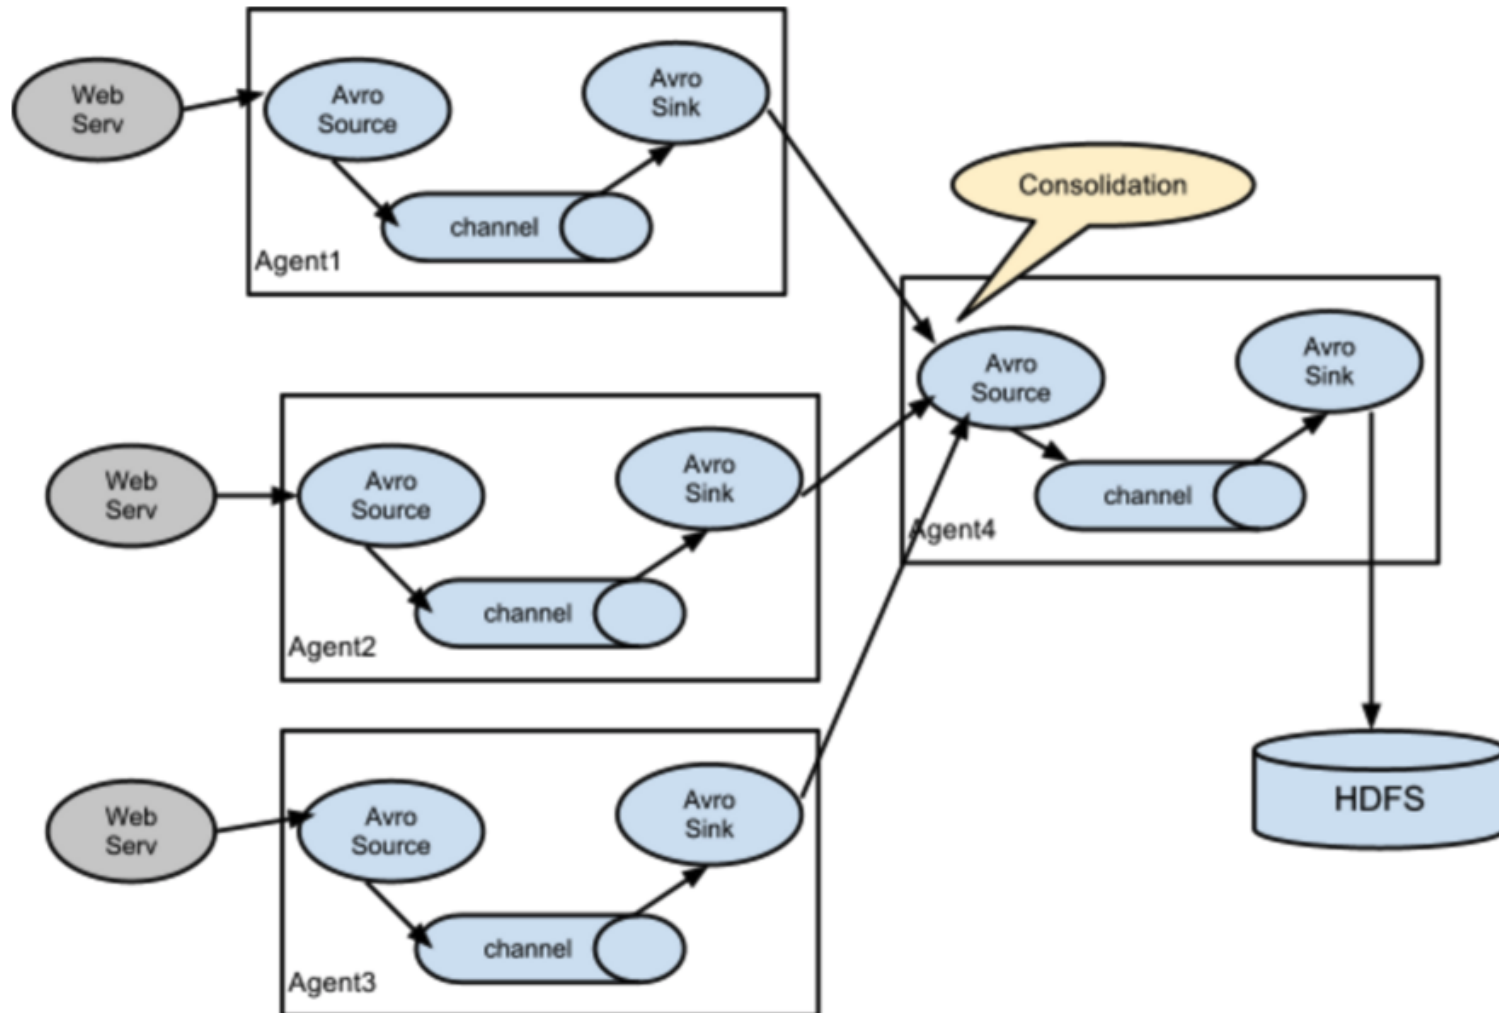 Web
Serv
Avro
Source
Avro
Sink
channel
Agent1
Consolidation
Web
Serv
Avro
Source
Avro
Sink
channel
Agent2
Avro
Source
Avro
Sink
channel
Agent4
Web
Serv
Avro
Source
Avro
Sink
channel
Agent3
HDFS